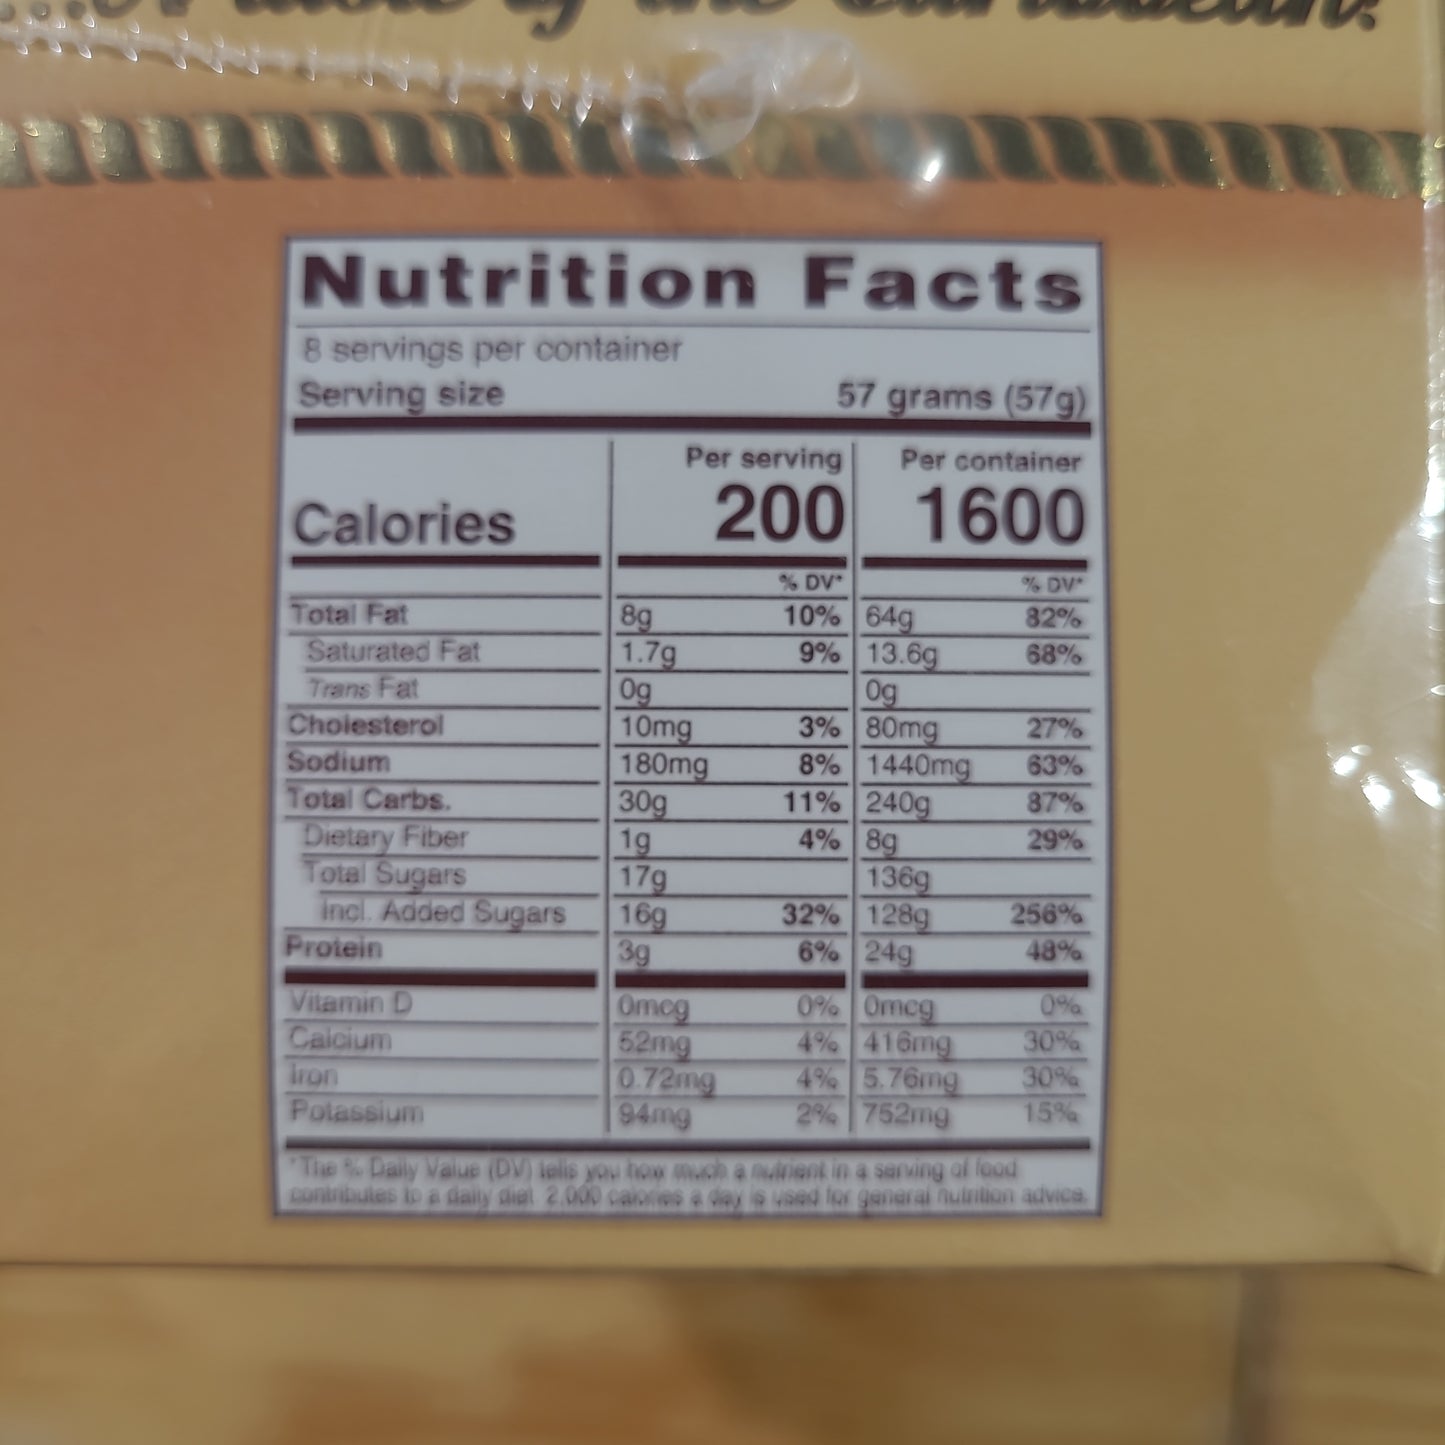 ...A taste of the Caribbean!
Nutrition Facts
8 servings per container
Serving size 57 grams (57g)
Per serving Per container
Calories 200 1600
% DV* % DV*
Total Fat 8g 10% 64g 82%
Saturated Fat 1.7g 9% 13.6g 68%
Trans Fat 0g 0g
Cholesterol 10mg 3% 80mg 27%
Sodium 180mg 8% 1440mg 63%
Total Carbs. 30g 11% 240g 87%
Dietary Fiber 1g 4% 8g 29%
Total Sugars 17g 136g
Incl. Added Sugars 16g 32% 128g 256%
Protein 3g 6% 24g 48%
Vitamin D 0mcg 0% 0mcg 0%
Calcium 52mg 4% 416mg 30%
Iron 0.72mg 4% 5.76mg 30%
Potassium 94mg 2% 752mg 15%
*The % Daily Value (DV) tells you how much a nutrient in a serving of food
contributes to a daily diet. 2,000 calories a day is used for general nutrition advice.